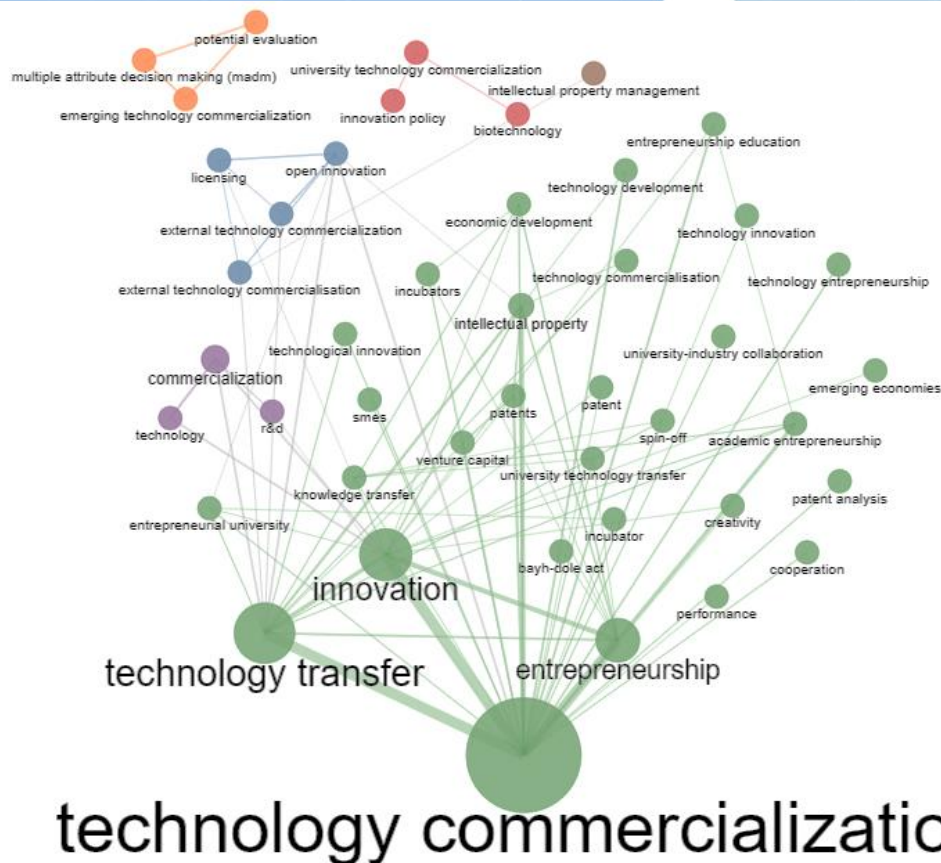 potential evaluation
multiple attribute decision making (madm)
university technology commercialization
intellectual property management
emerging technology commercialization
innovation policy
biotechnology
entrepreneurship education
licensing
open innovation
technology development
economic development
external technology commercialization
technology innovation
technology commercialisation
technology entrepreneurship
external technology commercialisation
incubators
intellectual property
technological innovation
university-industry collaboration
commercialization
emerging economies
patents
patent
smes
r&d
technology
spin-off
academic entrepreneurship
venture capital
university technology transfer
knowledge transfer
patent analysis
entrepreneurial university
creativity
incubator
bayh-dole act
cooperation
innovation
performance
technology transfer
entrepreneurship
technology commercializatio